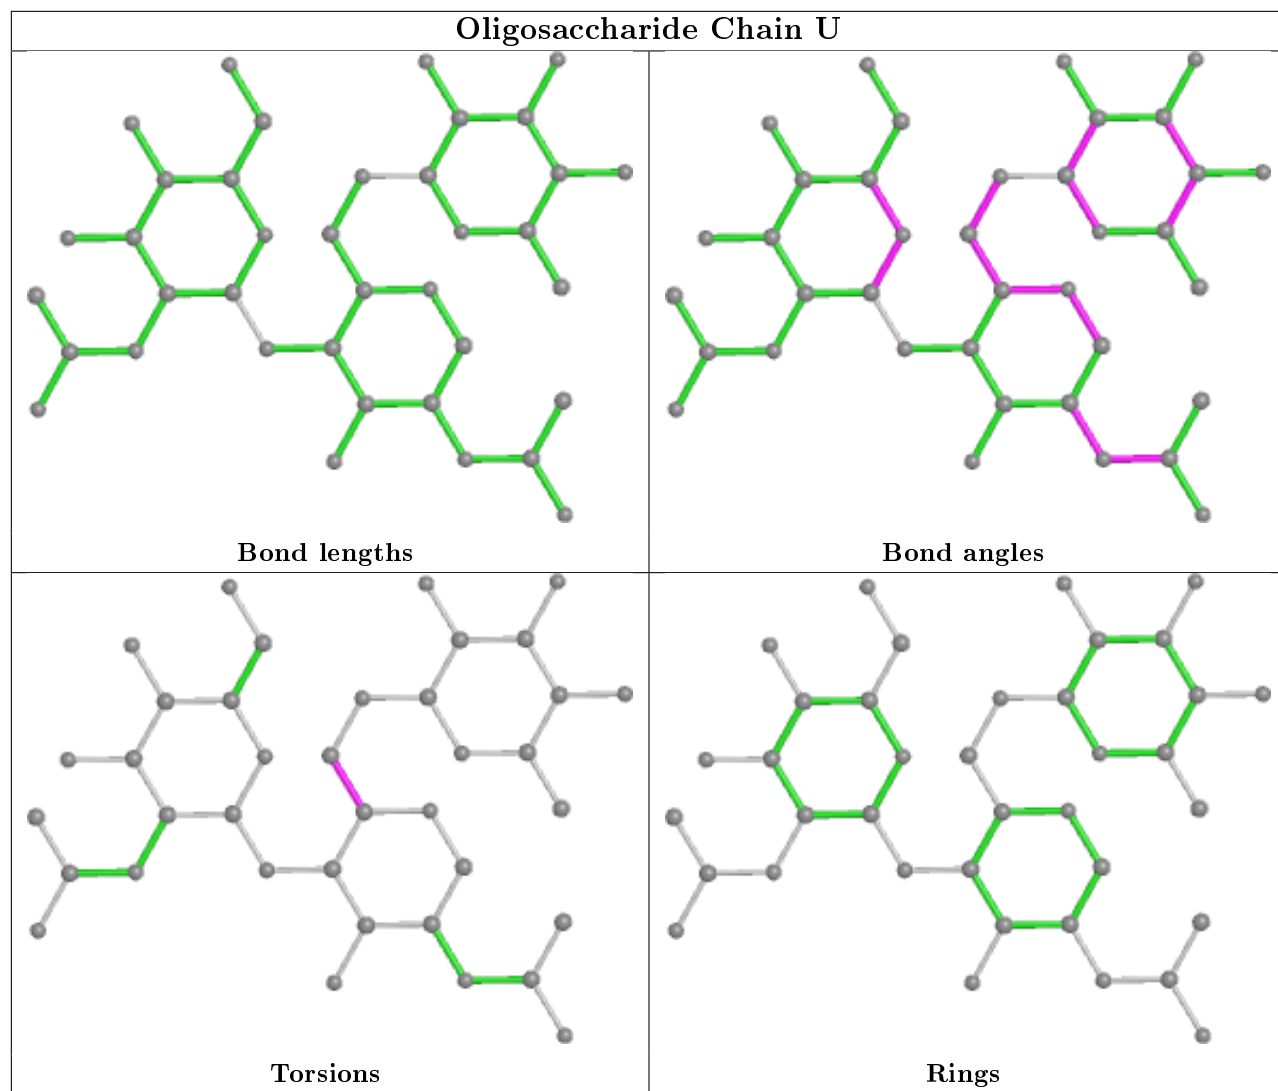 Oligosaccharide Chain U
Bond lengths
Bond angles
Torsions
Rings